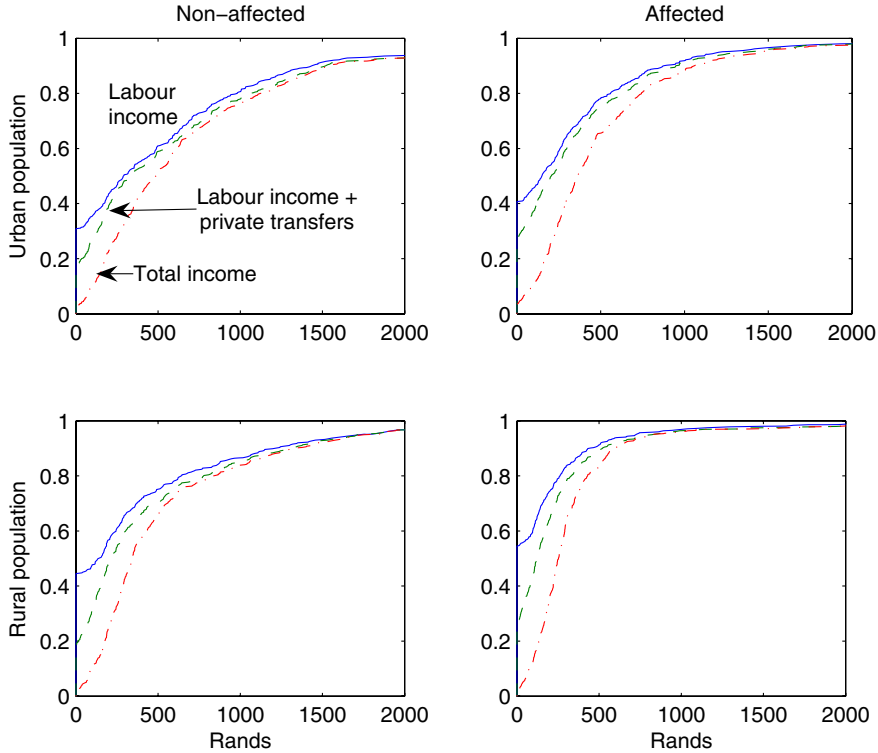 Non−affected
Affected
Urban population
1
0.8
0.6
0.4
0.2
0
Labour
income
Labour income +
private transfers
Total income
0 500 1000 1500 2000
1
0.8
0.6
0.4
0.2
0
0 500 1000 1500 2000
Rural population
1
0.8
0.6
0.4
0.2
0
0 500 1000 1500 2000
Rands
1
0.8
0.6
0.4
0.2
0
0 500 1000 1500 2000
Rands